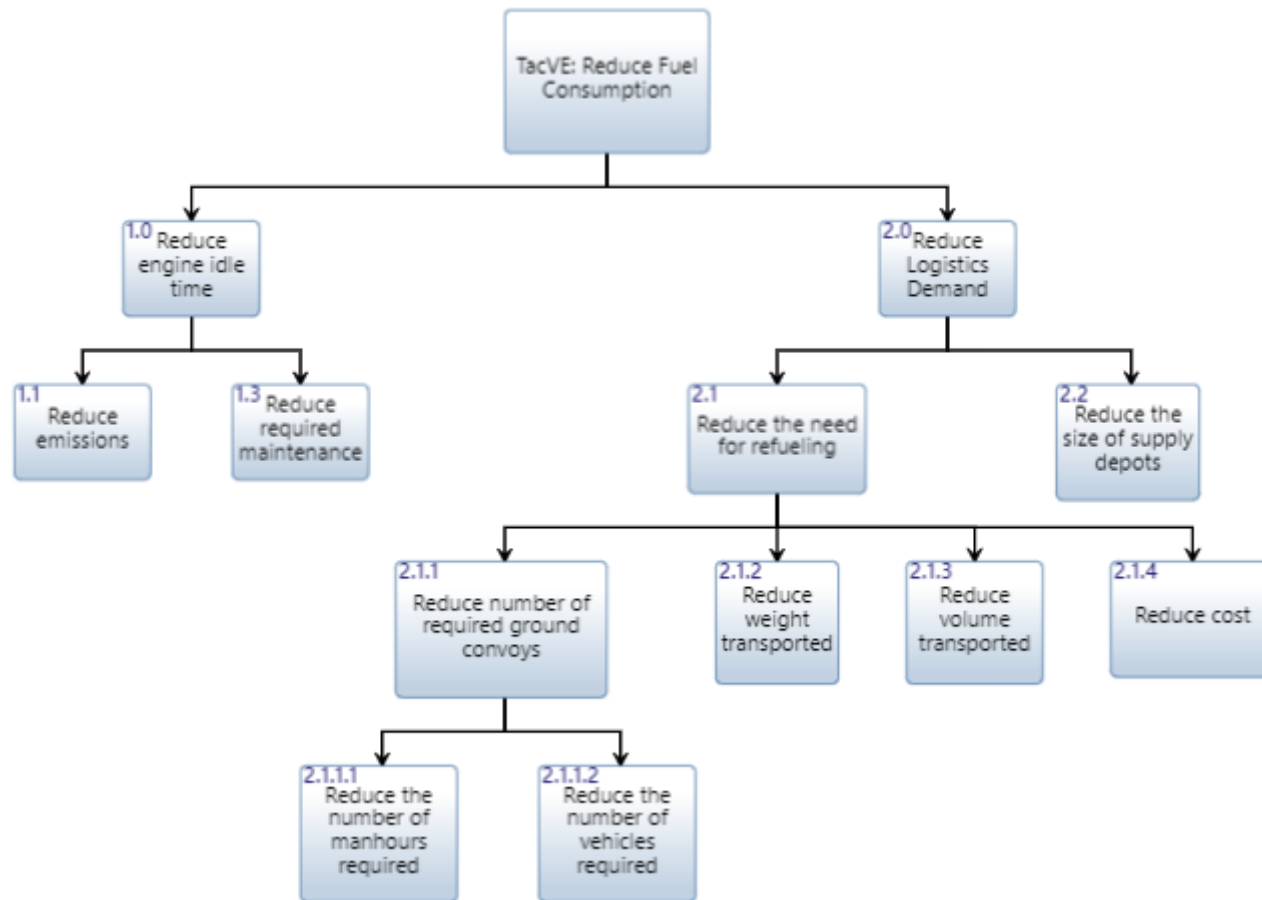 TacVE: Reduce Fuel
Consumption
1.0
Reduce
engine idle
time
2.0
Reduce
Logistics
Demand
1.1
Reduce
emissions
1.3
Reduce
required
maintenance
2.1
Reduce the need
for refueling
2.2
Reduce the
size of supply
depots
2.1.1
Reduce number of
required ground
convoys
2.1.2
Reduce
weight
transported
2.1.3
Reduce
volume
transported
2.1.4
Reduce cost
2.1.1.1
Reduce the
number of
manhours
required
2.1.1.2
Reduce the
number of
vehicles
required